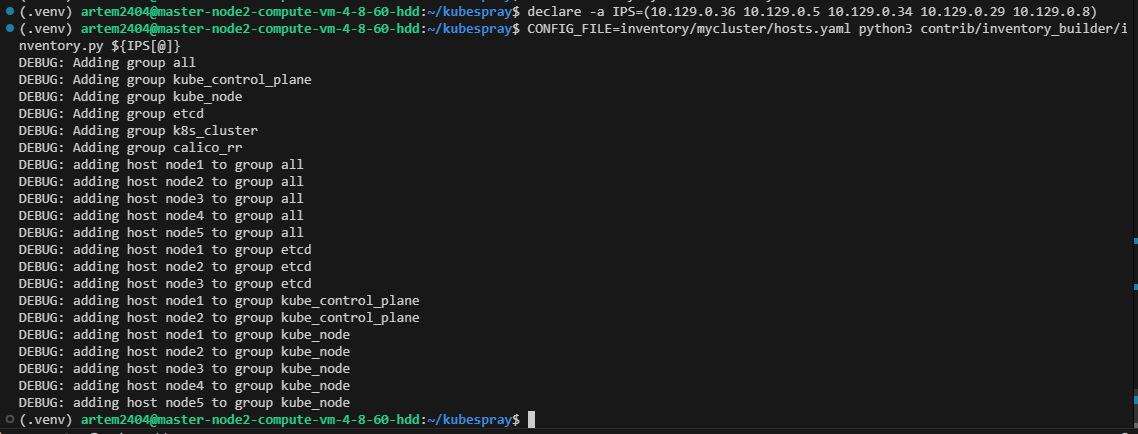 (.venv) artem2404@master-node2-compute-vm-4-8-60-hdd:~/kubespray$ declare -a IPS=(10.129.0.36 10.129.0.5 10.129.0.34 10.129.0.29 10.129.0.8)
(.venv) artem2404@master-node2-compute-vm-4-8-60-hdd:~/kubespray$ CONFIG_FILE=inventory/mycluster/hosts.yaml python3 contrib/inventory_builder/i
nventory.py ${IPS[@]}
DEBUG: Adding group all
DEBUG: Adding group kube_control_plane
DEBUG: Adding group kube_node
DEBUG: Adding group etcd
DEBUG: Adding group k8s_cluster
DEBUG: Adding group calico_rr
DEBUG: adding host node1 to group all
DEBUG: adding host node2 to group all
DEBUG: adding host node3 to group all
DEBUG: adding host node4 to group all
DEBUG: adding host node5 to group all
DEBUG: adding host node1 to group etcd
DEBUG: adding host node2 to group etcd
DEBUG: adding host node3 to group etcd
DEBUG: adding host node1 to group kube_control_plane
DEBUG: adding host node2 to group kube_control_plane
DEBUG: adding host node1 to group kube_node
DEBUG: adding host node2 to group kube_node
DEBUG: adding host node3 to group kube_node
DEBUG: adding host node4 to group kube_node
DEBUG: adding host node5 to group kube_node
(.venv) artem2404@master-node2-compute-vm-4-8-60-hdd:~/kubespray$